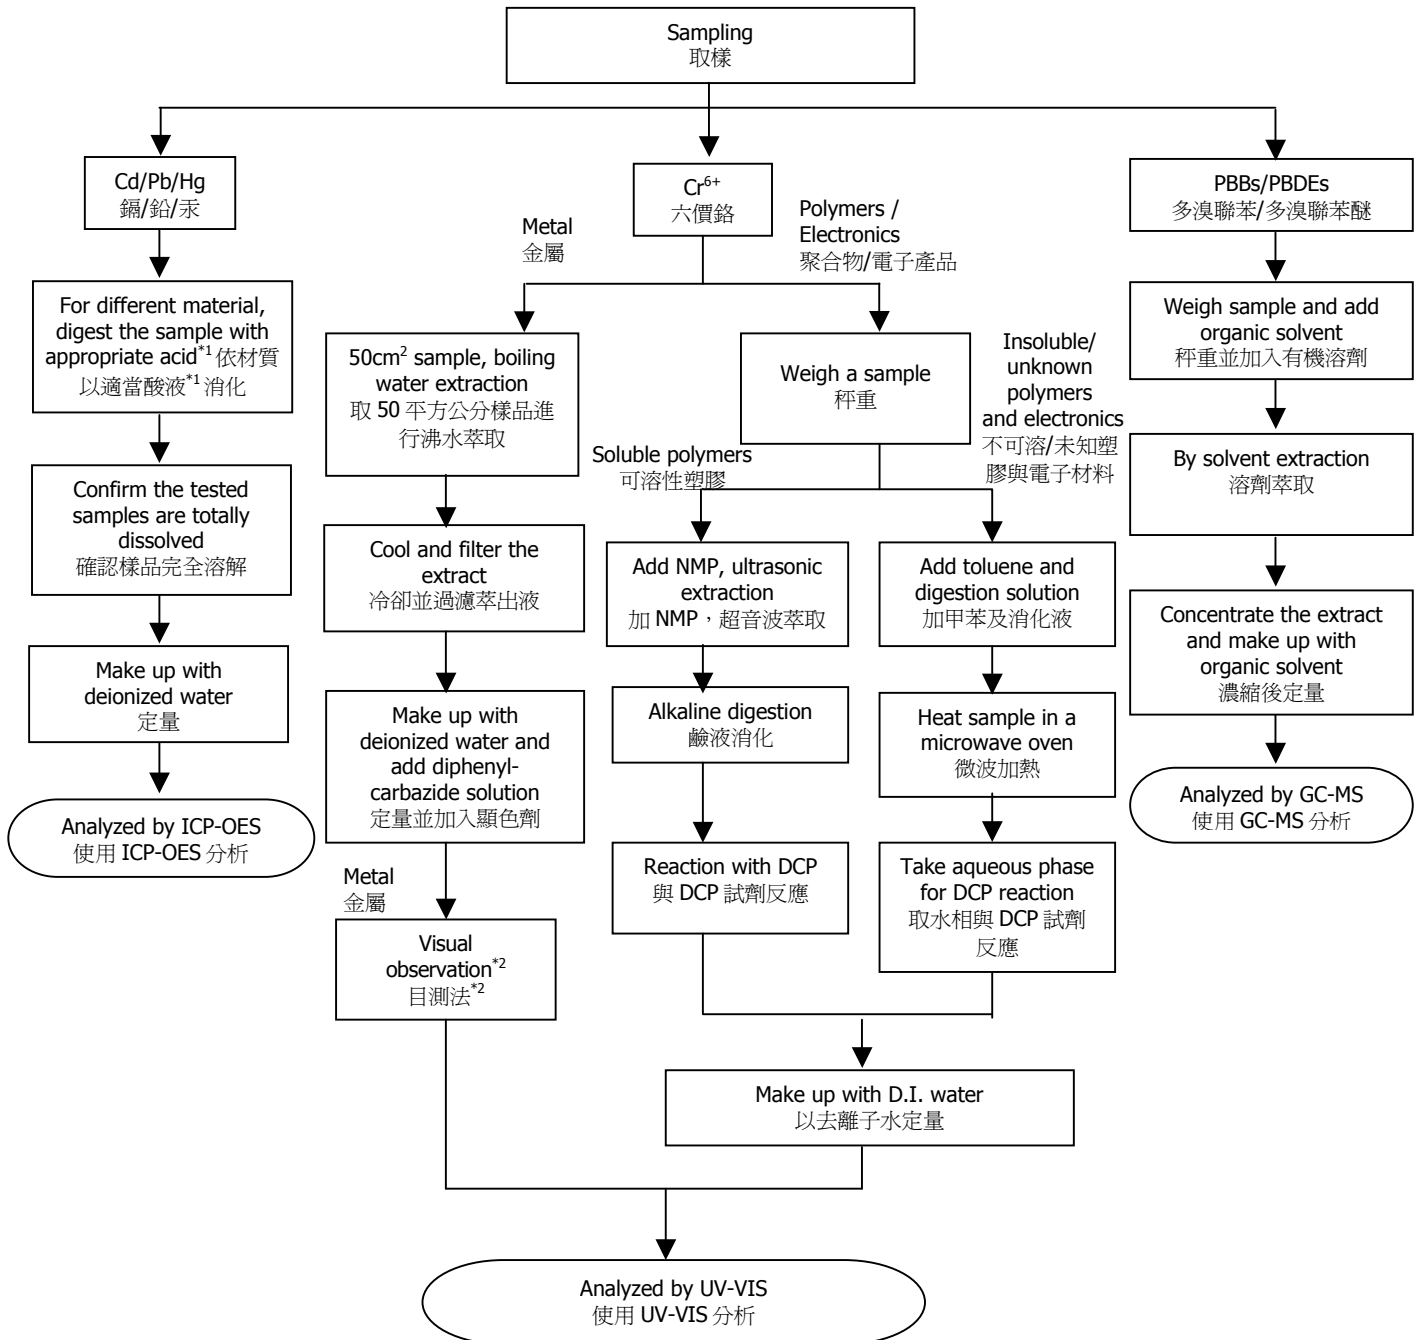 Sampling
取樣
Cd/Pb/Hg
鎘/鉛/汞
For different material,
digest the sample with
appropriate acid*1 依材質
以適當酸液*1 消化
Confirm the tested
samples are totally
dissolved
確認樣品完全溶解
Make up with
deionized water
定量
Analyzed by ICP-OES
使用 ICP-OES 分析
Cr6+
六價鉻
Metal
金屬
Polymers /
Electronics
聚合物/電子產品
50cm2 sample, boiling
water extraction
取 50 平方公分樣品進
行沸水萃取
Cool and filter the
extract
冷卻並過濾萃出液
Make up with
deionized water and
add diphenyl-
carbazide solution
定量並加入顯色劑
Metal
金屬
Visual
observation*2
目測法*2
Weigh a sample
秤重
Soluble polymers
可溶性塑膠
Insoluble/
unknown
polymers
and electronics
不可溶/未知塑
膠與電子材料
Add NMP, ultrasonic
extraction
加 NMP，超音波萃取
Alkaline digestion
鹼液消化
Reaction with DCP
與 DCP 試劑反應
Add toluene and
digestion solution
加甲苯及消化液
Heat sample in a
microwave oven
微波加熱
Take aqueous phase
for DCP reaction
取水相與 DCP 試劑
反應
Make up with D.I. water
以去離子水定量
Analyzed by UV-VIS
使用 UV-VIS 分析
PBBs/PBDEs
多溴聯苯/多溴聯苯醚
Weigh sample and add
organic solvent
秤重並加入有機溶劑
By solvent extraction
溶劑萃取
Concentrate the extract
and make up with
organic solvent
濃縮後定量
Analyzed by GC-MS
使用 GC-MS 分析